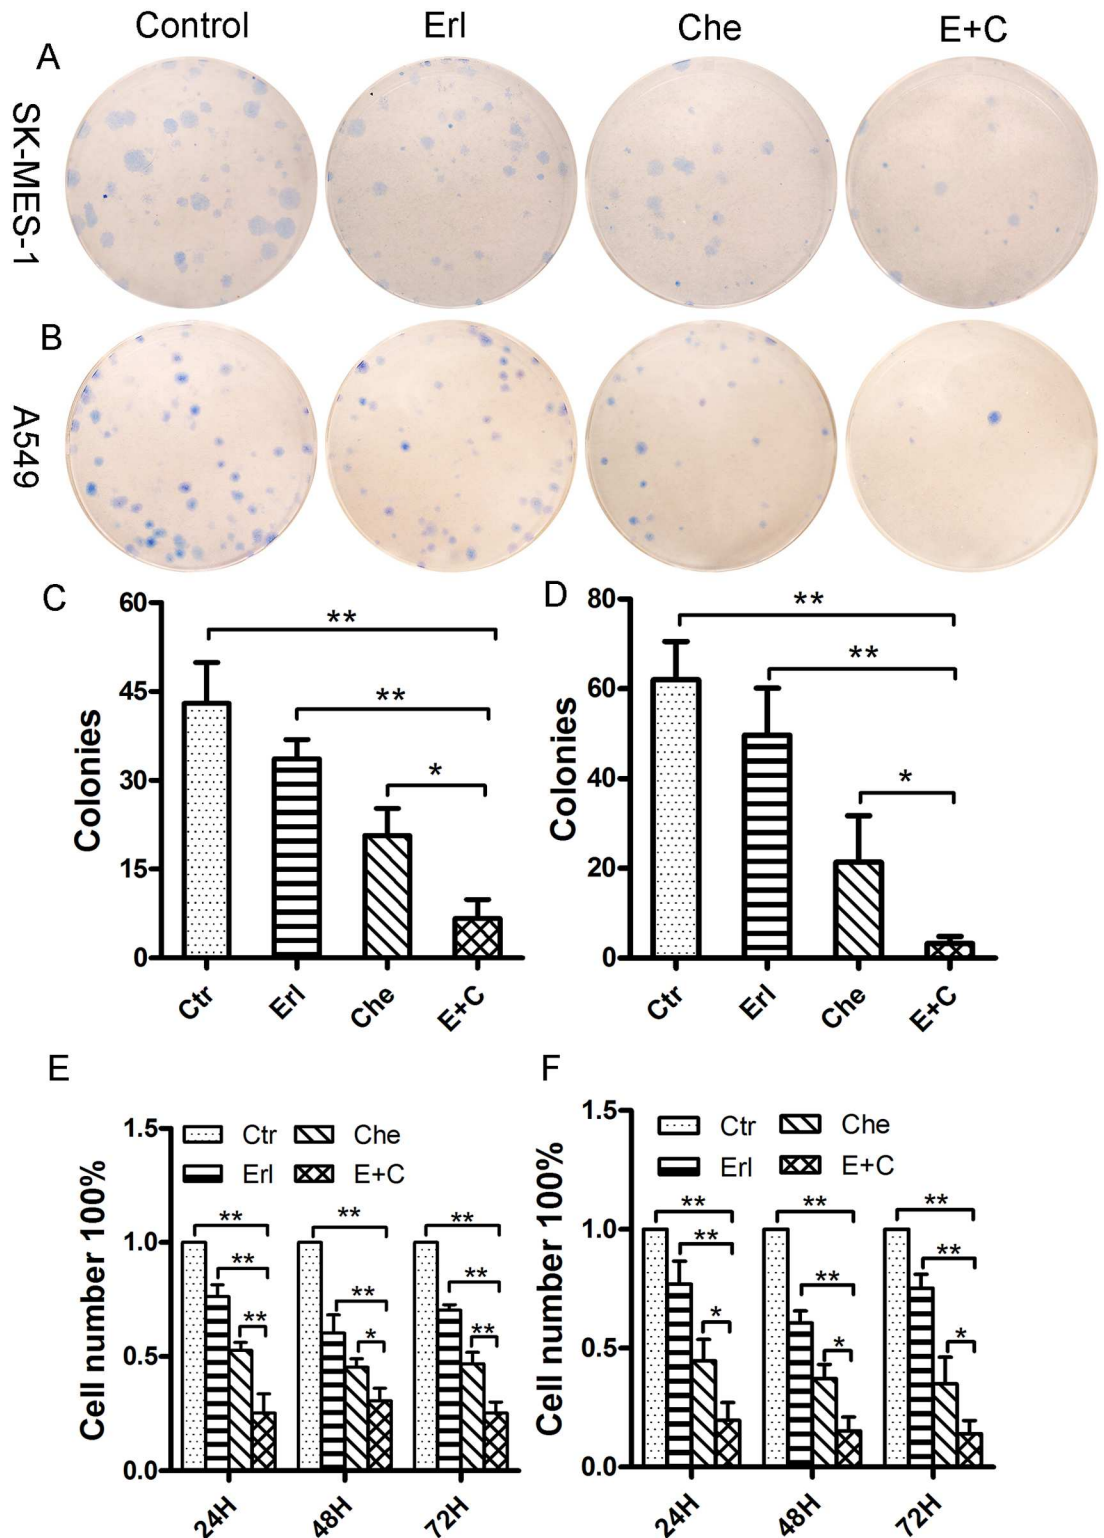 Control Erl Che E+C
A
SK-MES-1
B
A549
C
60
45
30
15
0
Colonies
**
**
*
Ctr Erl Che E+C
D
80
60
40
20
0
Colonies
**
**
*
Ctr Erl Che E+C
E
1.5
1.0
0.5
0.0
Cell number 100%
Ctr Che
Erl E+C
** ** **
** ** **
** * **
24H 48H 72H
F
1.5
1.0
0.5
0.0
Cell number 100%
Ctr Che
Erl E+C
** ** **
** ** **
* * *
24H 48H 72H